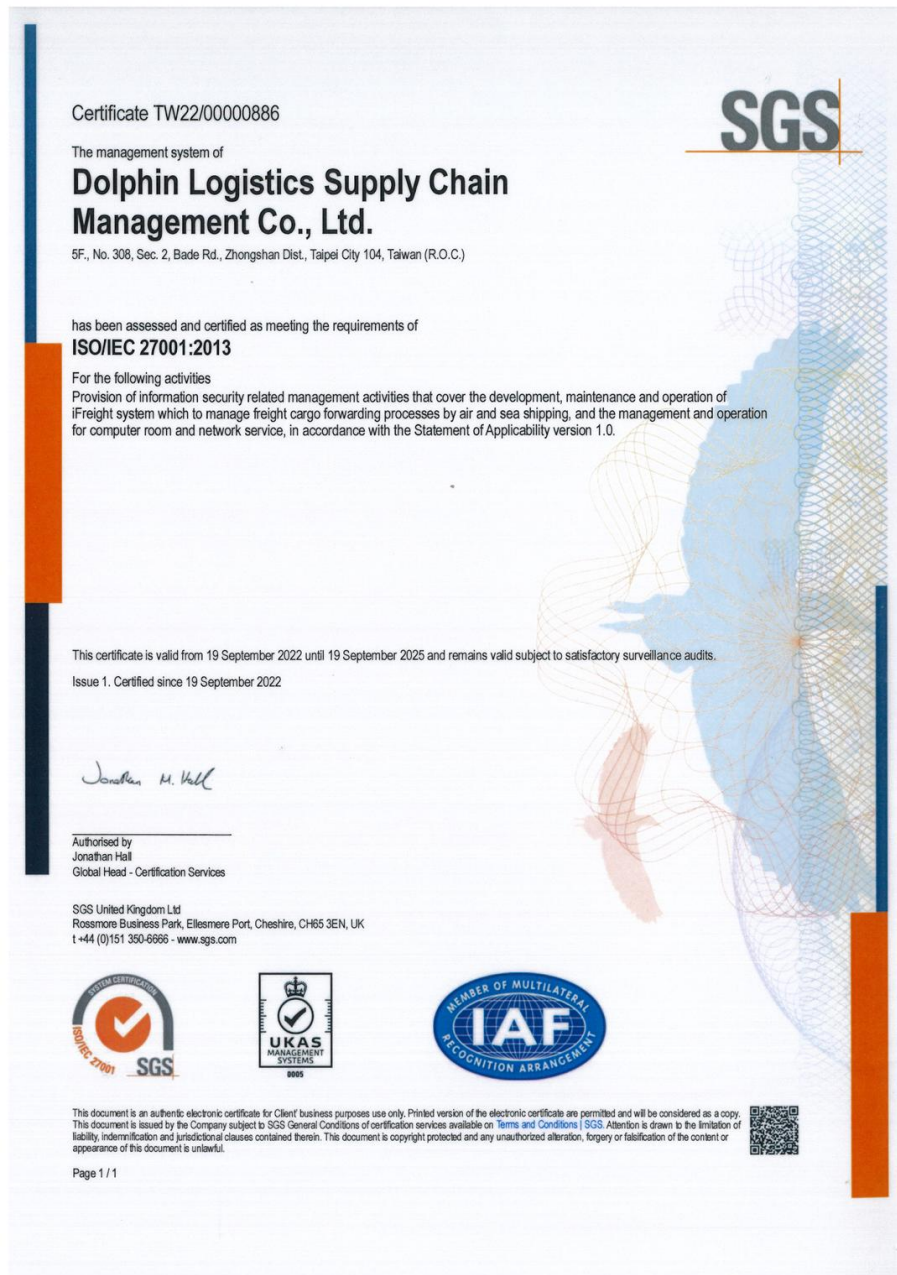 SGS
Certificate TW22/00000886
The management system of
Dolphin Logistics Supply Chain
Management Co., Ltd.
5F., No. 308, Sec. 2, Bade Rd., Zhongshan Dist., Taipei City 104, Taiwan (R.O.C.)
has been assessed and certified as meeting the requirements of
ISO/IEC 27001:2013
For the following activities
Provision of information security related management activities that cover the development, maintenance and operation of
iFreight system which to manage freight cargo forwarding processes by air and sea shipping, and the management and operation
for computer room and network service, in accordance with the Statement of Applicability version 1.0.
This certificate is valid from 19 September 2022 until 19 September 2025 and remains valid subject to satisfactory surveillance audits.
Issue 1. Certified since 19 September 2022
Jonathan M. Hall
Authorised by
Jonathan Hall
Global Head - Certification Services
SGS United Kingdom Ltd
Rossmore Business Park, Ellesmere Port, Cheshire, CH65 3EN, UK
t +44 (0)151 350-6666 - www.sgs.com
SYSTEM CERTIFICATION
ISO/IEC 27001
SGS
UKAS
MANAGEMENT
SYSTEMS
0005
MEMBER OF MULTILATERAL
IAF
RECOGNITION ARRANGEMENT
This document is an authentic electronic certificate for Client' business purposes use only. Printed version of the electronic certificate are permitted and will be considered as a copy.
This document is issued by the Company subject to SGS General Conditions of certification services available on Terms and Conditions | SGS. Attention is drawn to the limitation of
liability, indemnification and jurisdictional clauses contained therein. This document is copyright protected and any unauthorized alteration, forgery or falsification of the content or
appearance of this document is unlawful.
Page 1 / 1